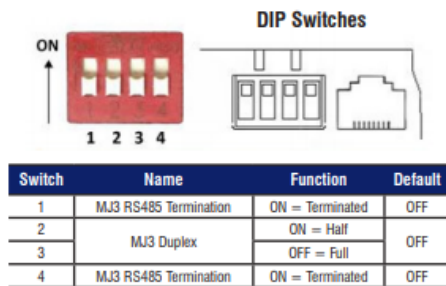 DIP Switches
ON
1 2 3 4
Switch Name Function Default
1 MJ3 RS485 Termination ON = Terminated OFF
2 MJ3 Duplex ON = Half OFF
3 OFF = Full
4 MJ3 RS485 Termination ON = Terminated OFF